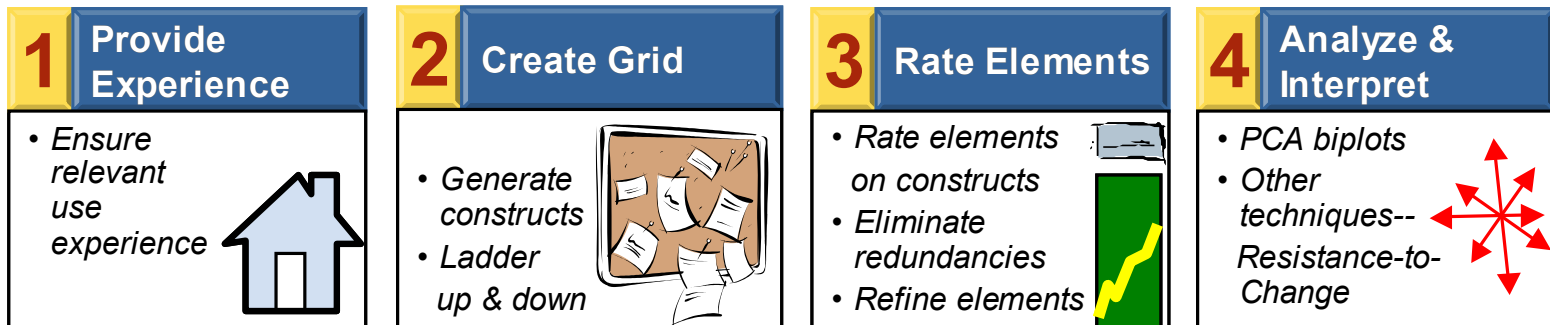 1
Provide
Experience
• Ensure
relevant
use
experience
2
Create Grid
• Generate
constructs
• Ladder
up & down
3
Rate Elements
• Rate elements
on constructs
• Eliminate
redundancies
• Refine elements
4
Analyze &
Interpret
• PCA biplots
• Other
techniques--
Resistance-to-
Change